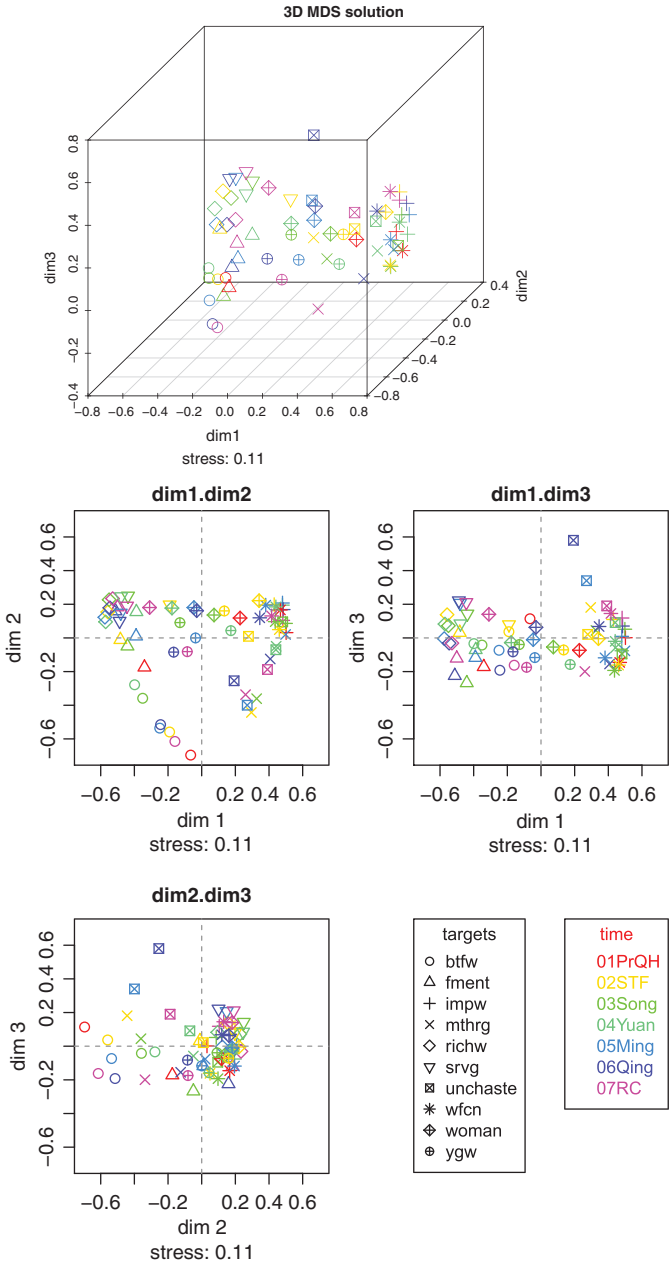 3D MDS solution
0.8
0.6
0.4
0.2
0.0
−0.2
−0.4
dim3
−0.8 −0.6 −0.4 −0.2 0.0 0.2 0.4 0.6 0.8
dim1
stress: 0.11
0.4
0.2
0.0
−0.2
−0.4
−0.6
−0.8
dim2
dim1.dim2
0.6
0.2
−0.2
−0.6
dim 2
−0.6 −0.2 0.2 0.4 0.6
dim 1
stress: 0.11
dim1.dim3
0.6
0.4
0.2
−0.2
−0.6
dim 3
−0.6 −0.2 0.2 0.4 0.6
dim 1
stress: 0.11
dim2.dim3
0.6
0.2
−0.2
−0.6
dim 3
−0.6 −0.2 0.2 0.4 0.6
dim 2
stress: 0.11
targets
btfw
fment
impw
mthrg
richw
srvg
unchaste
wfcn
woman
ygw
time
01PrQH
02STF
03Song
04Yuan
05Ming
06Qing
07RC